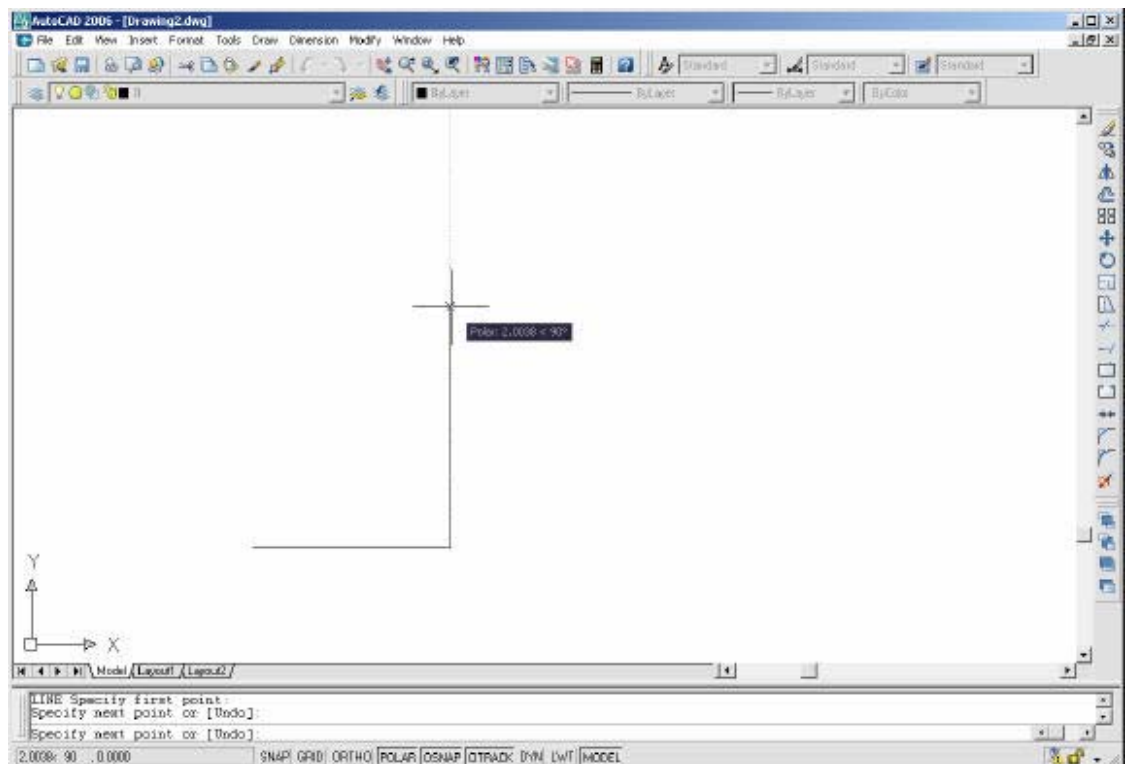 AutoCAD 2006 - [Drawing2.dwg]
File Edit View Insert Format Tools Draw Dimension Modify Window Help
Standard Standard Standard
ByLayer ByLayer ByLayer ByColor
Polar: 2.0038 < 90°
Y
X
Model Layout1 Layout2
LINE Specify first point:
Specify next point or [Undo]:
Specify next point or [Undo]:
2.0038< 90 , 0.0000 SNAP GRID ORTHO POLAR OSNAP OTRACK DYN LWT MODEL